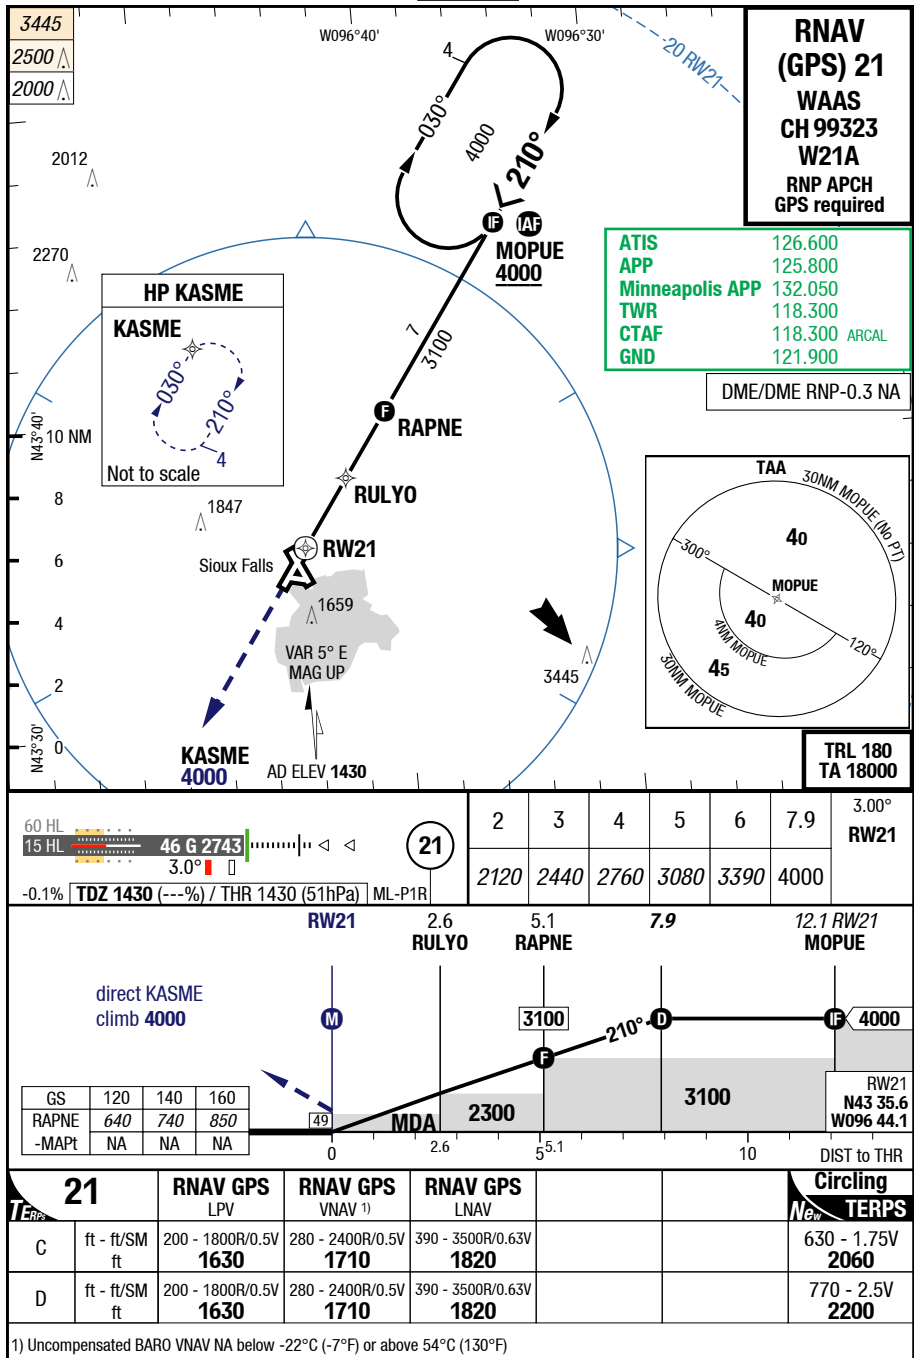 3445
2500
2000
W096°40'
W096°30'
20 RW21
RNAV
(GPS) 21
WAAS
CH 99323
W21A
RNP APCH
GPS required
4
030°
4000
210°
2012
2270
IF
IAF
MOPUE
4000
ATIS 126.600
APP 125.800
Minneapolis APP 132.050
TWR 118.300
CTAF 118.300 ARCAL
GND 121.900
DME/DME RNP-0.3 NA
HP KASME
KASME
030°
210°
4
Not to scale
7
3100
F
RAPNE
RULYO
RW21
N43°40'
10 NM
8
6
4
2
0
N43°30'
1847
Sioux Falls
1659
VAR 5° E
MAG UP
3445
KASME
4000
AD ELEV 1430
TAA
30NM MOPUE (No PT)
40
300°
MOPUE
40
4NM MOPUE
120°
45
30NM MOPUE
TRL 180
TA 18000
60 HL
15 HL
46 G 2743
3.0°
-0.1%
TDZ 1430 (---%) / THR 1430 (51hPa)
ML-P1R
21
2 3 4 5 6 7.9 3.00°
RW21
2120 2440 2760 3080 3390 4000
RW21
2.6
RULYO
5.1
RAPNE
7.9
12.1 RW21
MOPUE
direct KASME
climb 4000
M
3100
210°
D
IF
4000
F
GS 120 140 160
RAPNE 640 740 850
-MAPt NA NA NA
49
MDA
2300
3100
RW21
N43 35.6
W096 44.1
0
2.6
5
5.1
10
DIST to THR
TERPS
21
RNAV GPS
LPV
RNAV GPS
VNAV 1)
RNAV GPS
LNAV
Circling
New TERPS
C
ft - ft/SM
ft
200 - 1800R/0.5V
1630
280 - 2400R/0.5V
1710
390 - 3500R/0.63V
1820
630 - 1.75V
2060
D
ft - ft/SM
ft
200 - 1800R/0.5V
1630
280 - 2400R/0.5V
1710
390 - 3500R/0.63V
1820
770 - 2.5V
2200
1) Uncompensated BARO VNAV NA below -22°C (-7°F) or above 54°C (130°F)